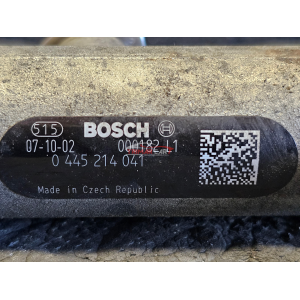 515 BOSCH
07-10-02 000182 L1
0 445 214 041
Made in Czech Republic